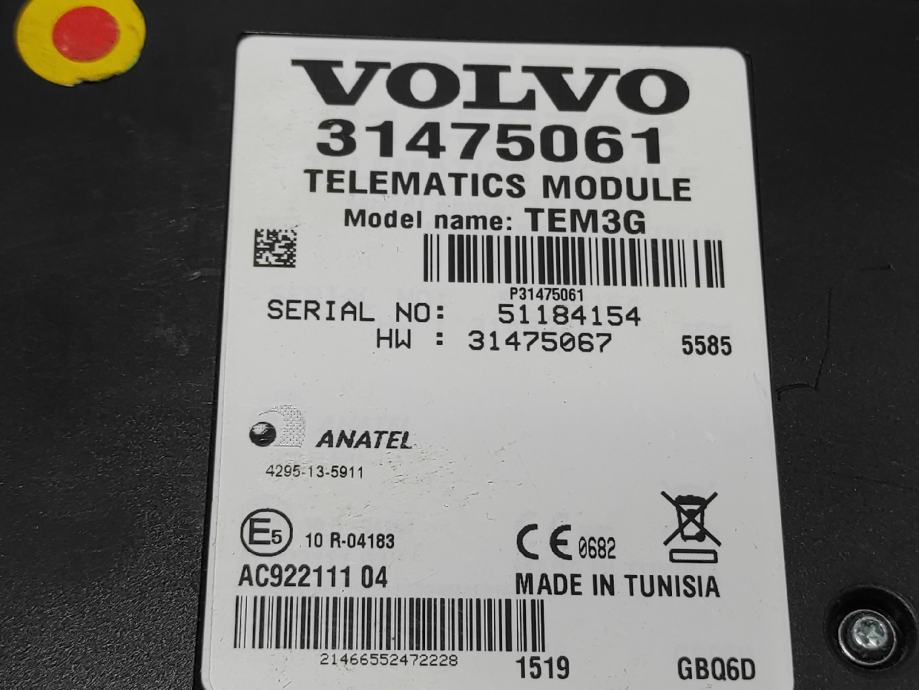 VOLVO
31475061
TELEMATICS MODULE
Model name: TEM3G
P31475061
SERIAL NO: 51184154
HW : 31475067 5585
ANATEL
4295-13-5911
E5 10 R-04183 CE 0682
AC922111 04 MADE IN TUNISIA
21466552472228 1519 GBQ6D